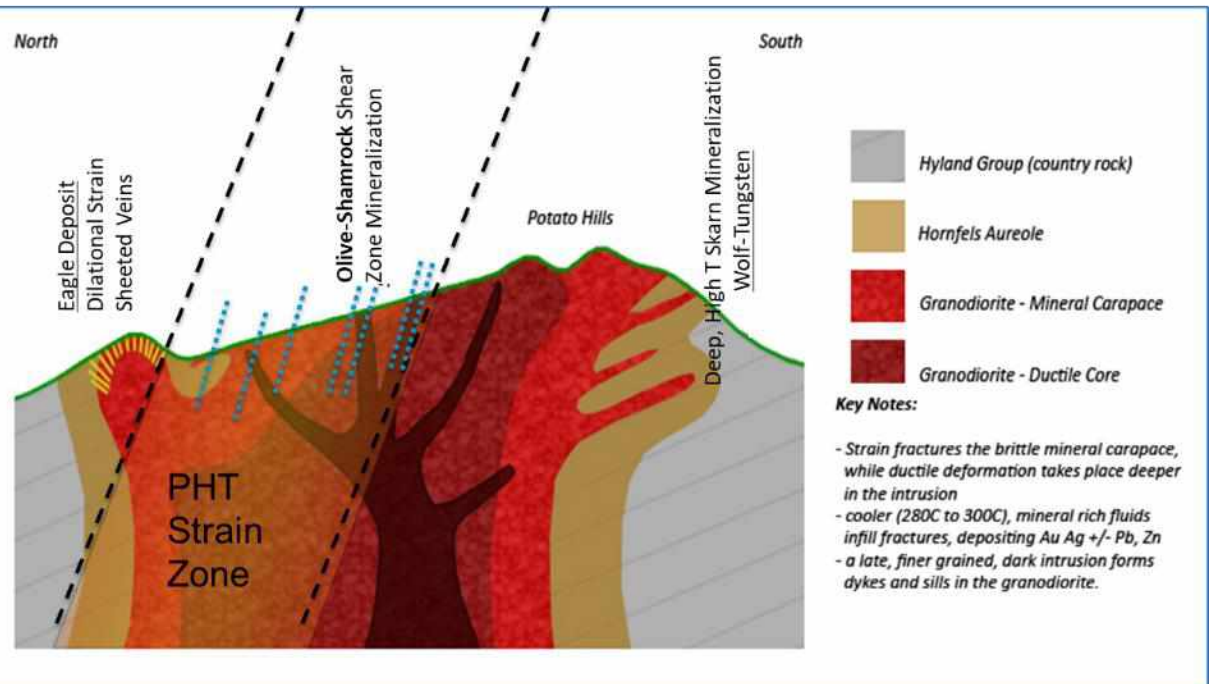 North
South
Eagle Deposit
Dilational Strain
Sheeted Veins
Olive-Shamrock Shear
Zone Mineralization
Potato Hills
Deep, High T Skarn Mineralization
Wolf-Tungsten
PHT
Strain
Zone
Hyland Group (country rock)
Hornfels Aureole
Granodiorite - Mineral Carapace
Granodiorite - Ductile Core
Key Notes:
- Strain fractures the brittle mineral carapace,
while ductile deformation takes place deeper
in the intrusion
- cooler (280C to 300C), mineral rich fluids
infill fractures, depositing Au Ag +/- Pb, Zn
- a late, finer grained, dark intrusion forms
dykes and sills in the granodiorite.